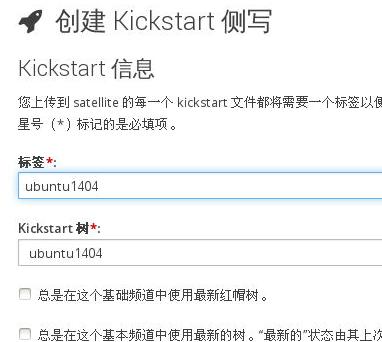 创建 Kickstart 侧写
Kickstart 信息
您上传到 satellite 的每一个 kickstart 文件都将需要一个标签以便
星号（*）标记的是必填项。
标签*:
ubuntu1404
Kickstart 树*:
ubuntu1404
总是在这个基础频道中使用最新红帽树。
总是在这个基本频道中使用最新的树。“最新的”状态由其上次